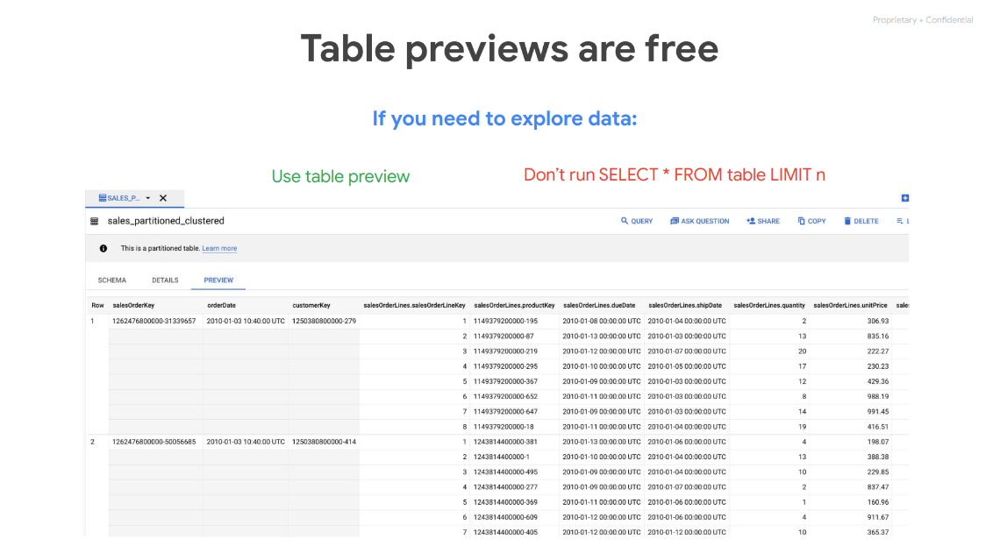 Proprietary + Confidential
Table previews are free
If you need to explore data:
Use table preview
Don't run SELECT * FROM table LIMIT n
SALES_P...
sales_partitioned_clustered
QUERY ASK QUESTION SHARE COPY DELETE L
This is a partitioned table. Learn more
SCHEMA DETAILS PREVIEW
Row salesOrderKey orderDate customerKey salesOrderLines.salesOrderLineKey salesOrderLines.productKey salesOrderLines.dueDate salesOrderLines.shipDate salesOrderLines.quantity salesOrderLines.unitPrice sales
1 1262476800000-31339657 2010-01-03 10:40:00 UTC 1250380800000-279 1 1149379200000-195 2010-01-08 00:00:00 UTC 2010-01-04 00:00:00 UTC 2 306.93
2 1149379200000-87 2010-01-13 00:00:00 UTC 2010-01-03 00:00:00 UTC 13 835.16
3 1149379200000-219 2010-01-12 00:00:00 UTC 2010-01-07 00:00:00 UTC 20 222.27
4 1149379200000-295 2010-01-10 00:00:00 UTC 2010-01-05 00:00:00 UTC 17 230.23
5 1149379200000-367 2010-01-09 00:00:00 UTC 2010-01-03 00:00:00 UTC 12 429.36
6 1149379200000-652 2010-01-11 00:00:00 UTC 2010-01-03 00:00:00 UTC 8 988.19
7 1149379200000-647 2010-01-09 00:00:00 UTC 2010-01-03 00:00:00 UTC 14 991.45
8 1149379200000-18 2010-01-11 00:00:00 UTC 2010-01-04 00:00:00 UTC 19 416.51
2 1262476800000-50056685 2010-01-03 10:40:00 UTC 1250380800000-414 1 1243814400000-381 2010-01-13 00:00:00 UTC 2010-01-06 00:00:00 UTC 4 198.07
2 1243814400000-1 2010-01-10 00:00:00 UTC 2010-01-04 00:00:00 UTC 13 388.38
3 1243814400000-495 2010-01-09 00:00:00 UTC 2010-01-04 00:00:00 UTC 10 229.85
4 1243814400000-277 2010-01-09 00:00:00 UTC 2010-01-07 00:00:00 UTC 2 837.47
5 1243814400000-369 2010-01-11 00:00:00 UTC 2010-01-06 00:00:00 UTC 1 160.96
6 1243814400000-609 2010-01-12 00:00:00 UTC 2010-01-06 00:00:00 UTC 4 911.67
7 1243814400000-405 2010-01-12 00:00:00 UTC 2010-01-12 00:00:00 UTC 10 365.37